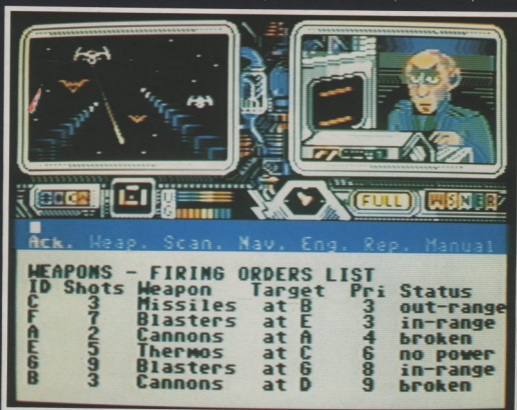 FULL
Ack. Weap. Scan. Nav. Eng. Rep. Manual
WEAPONS - FIRING ORDERS LIST
ID Shots Weapon Target Pri Status
C 3 Missiles at B 3 out-range
F 7 Blasters at E 3 in-range
A 2 Cannons at A 4 broken
E 5 Thermos at C 6 no power
G 9 Blasters at G 8 in-range
B 3 Cannons at D 9 broken